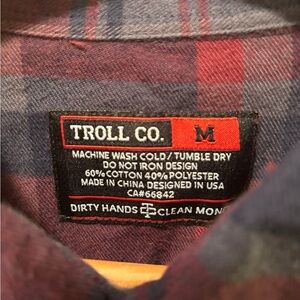 TROLL CO. M
MACHINE WASH COLD/TUMBLE DRY
DO NOT IRON DESIGN
60% COTTON 40% POLYESTER
MADE IN CHINA DESIGNED IN USA
CA#66842
DIRTY HANDS CLEAN